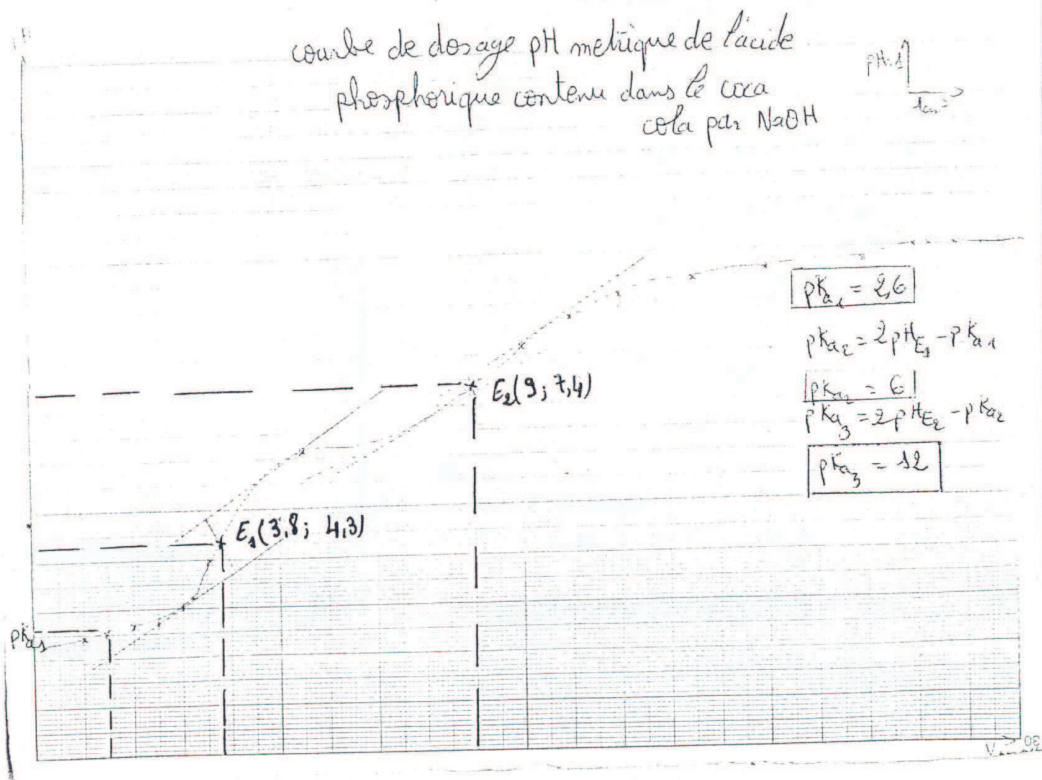 courbe de dosage pH metrique de l'acide
phosphorique contenu dans le coca
cola par NaOH
pH:1
pKa1 = 2,6
pKa2 = 2pHE1 - pKa1
pKa2 = 6
pKa3 = 2pHE2 - pKa2
pKa3 = 12
E2(9; 7,4)
E1(3,8; 4,3)
pKa1